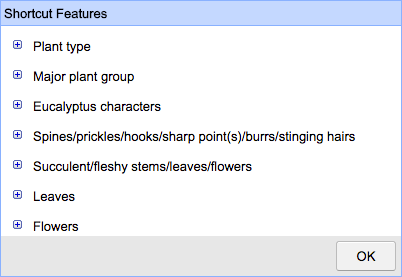 Shortcut Features
Plant type
Major plant group
Eucalyptus characters
Spines/prickles/hooks/sharp point(s)/burrs/stinging hairs
Succulent/fleshy stems/leaves/flowers
Leaves
Flowers
OK